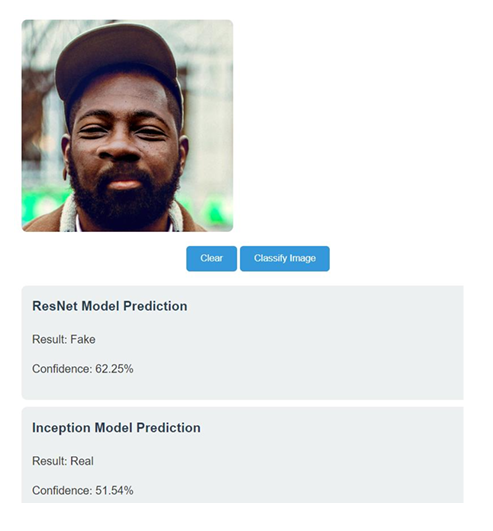 Clear Classify Image
ResNet Model Prediction
Result: Fake
Confidence: 62.25%
Inception Model Prediction
Result: Real
Confidence: 51.54%